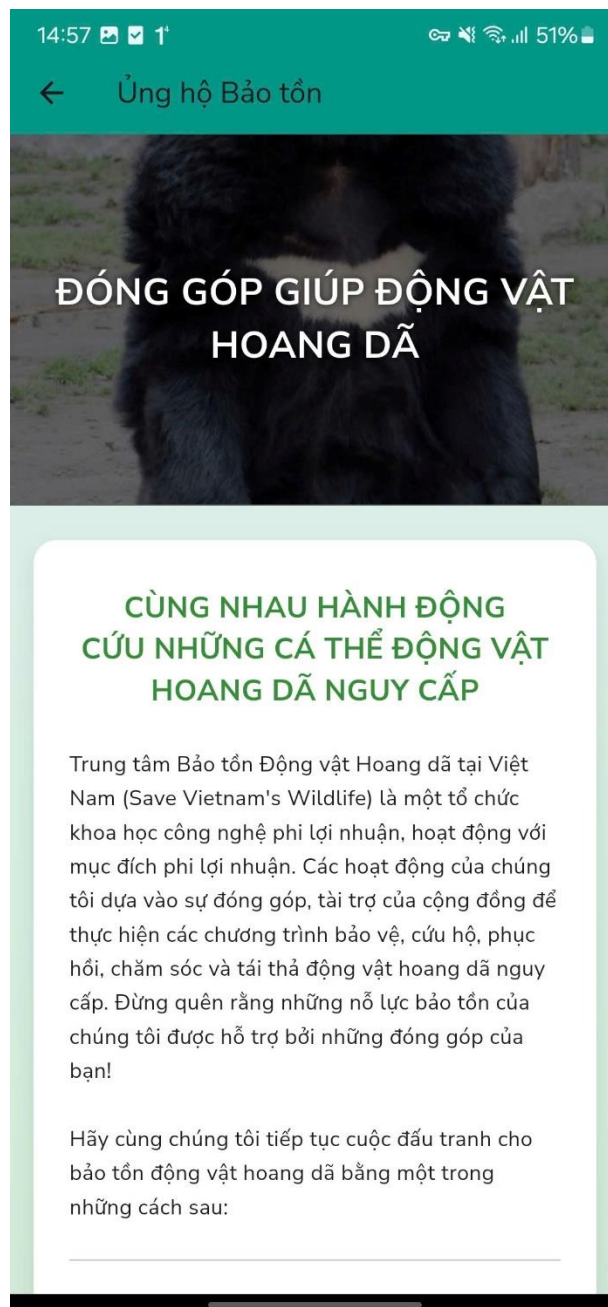 14:57 1⁴ 51%
Ủng hộ Bảo tồn
ĐÓNG GÓP GIÚP ĐỘNG VẬT
HOANG DÃ
CÙNG NHAU HÀNH ĐỘNG
CỨU NHỮNG CÁ THỂ ĐỘNG VẬT
HOANG DÃ NGUY CẤP
Trung tâm Bảo tồn Động vật Hoang dã tại Việt
Nam (Save Vietnam's Wildlife) là một tổ chức
khoa học công nghệ phi lợi nhuận, hoạt động với
mục đích phi lợi nhuận. Các hoạt động của chúng
tôi dựa vào sự đóng góp, tài trợ của cộng đồng để
thực hiện các chương trình bảo vệ, cứu hộ, phục
hồi, chăm sóc và tái thả động vật hoang dã nguy
cấp. Đừng quên rằng những nỗ lực bảo tồn của
chúng tôi được hỗ trợ bởi những đóng góp của
bạn!
Hãy cùng chúng tôi tiếp tục cuộc đấu tranh cho
bảo tồn động vật hoang dã bằng một trong
những cách sau: